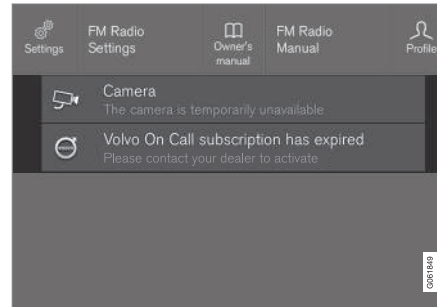 FM Radio
Settings
Settings
Owner's
manual
FM Radio
Manual
Profile
Camera
The camera is temporarily unavailable
Volvo On Call subscription has expired
Please contact your dealer to activate
G061849